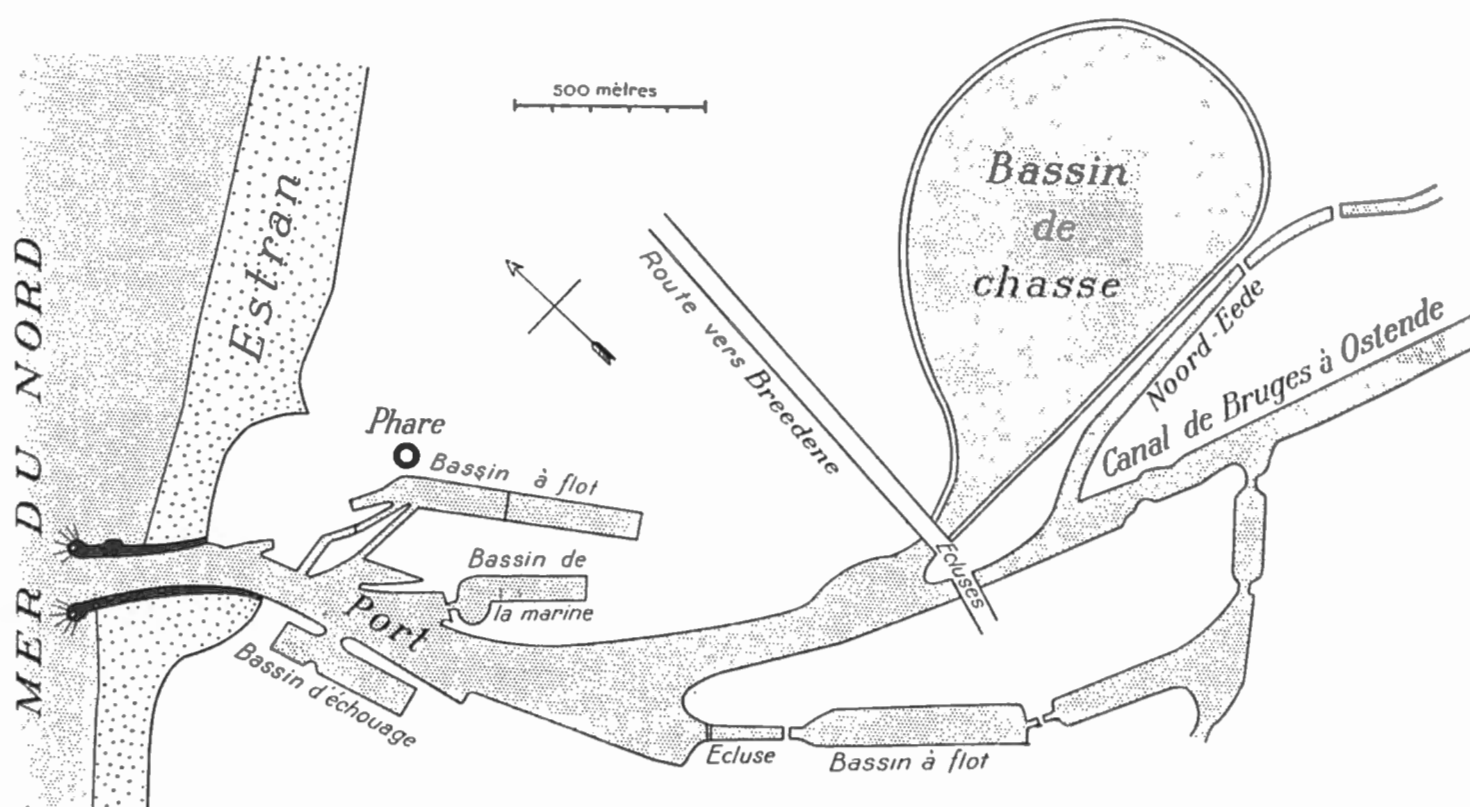 500 mètres
MER DU NORD
Estran
Bassin
de
chasse
Route vers Breedene
Noord-Eede
Canal de Bruges à Ostende
Phare
Bassin à flot
Bassin de
la marine
Port
Ecluses
Bassin d'échouage
Ecluse
Bassin à flot